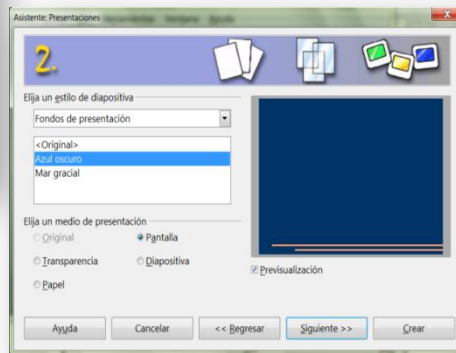 Asistente: Presentaciones
2.
Elija un estilo de diapositiva
Fondos de presentación
<Original>
Azul oscuro
Mar gracial
Elija un medio de presentación
Original
Pantalla
Transparencia
Diapositiva
Papel
Previsualización
Ayuda
Cancelar
<< Regresar
Siguiente >>
Crear